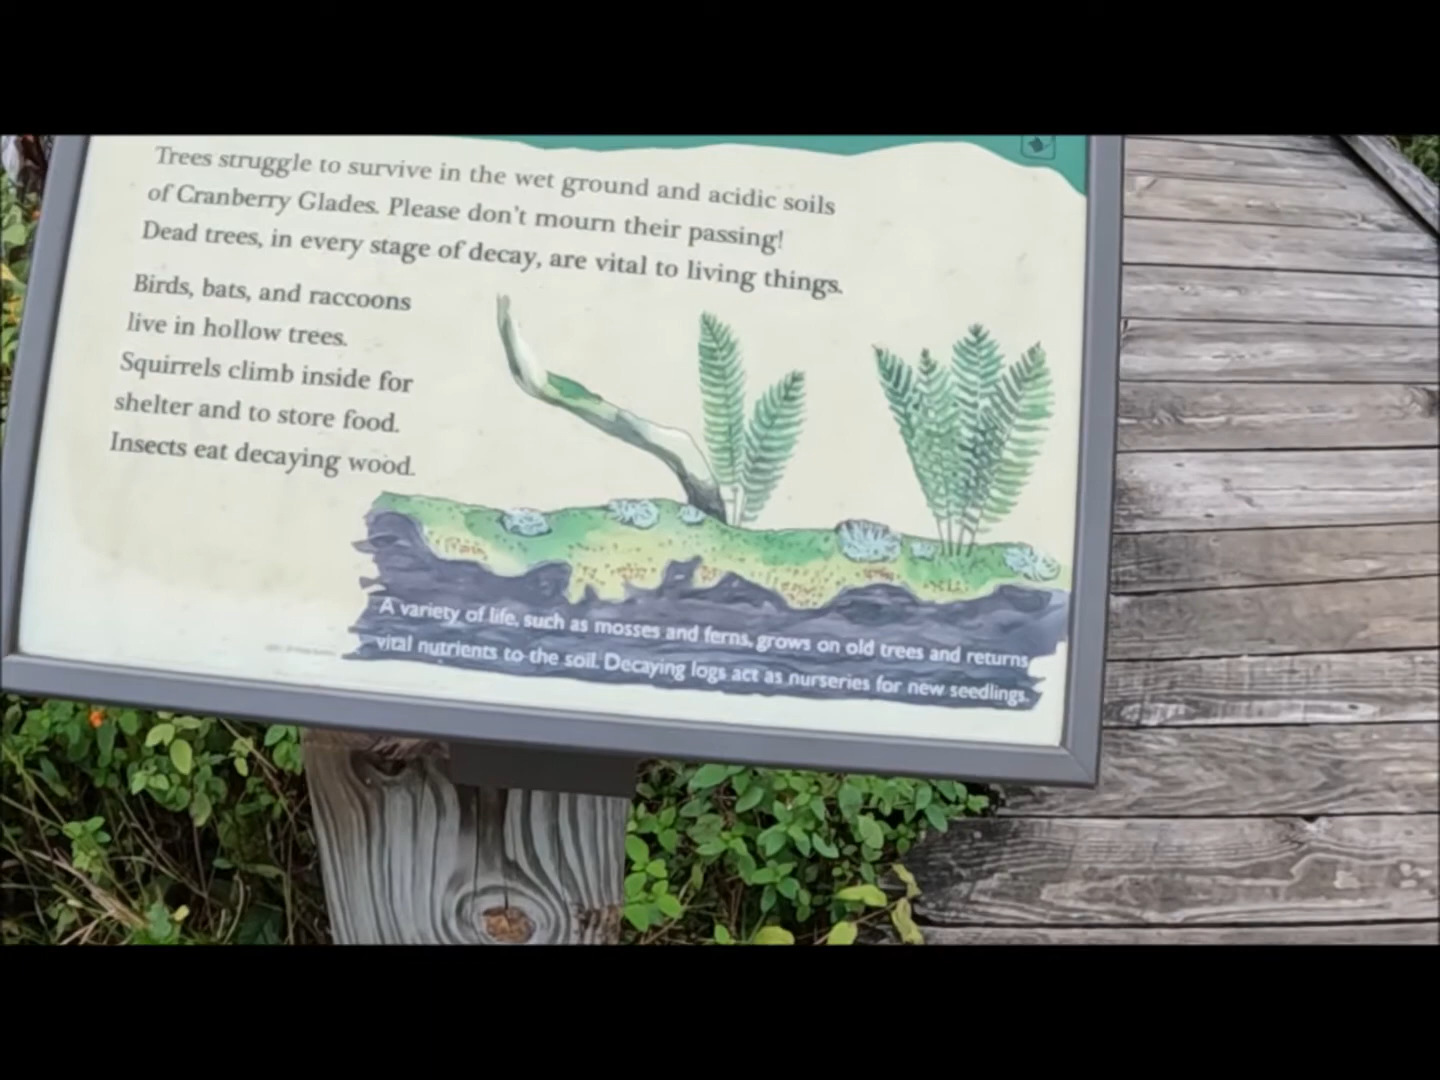 Trees struggle to survive in the wet ground and acidic soils
of Cranberry Glades. Please don't mourn their passing!
Dead trees, in every stage of decay, are vital to living things.
Birds, bats, and raccoons
live in hollow trees.
Squirrels climb inside for
shelter and to store food.
Insects eat decaying wood.
A variety of life, such as mosses and ferns, grows on old trees and returns
vital nutrients to the soil. Decaying logs act as nurseries for new seedlings.